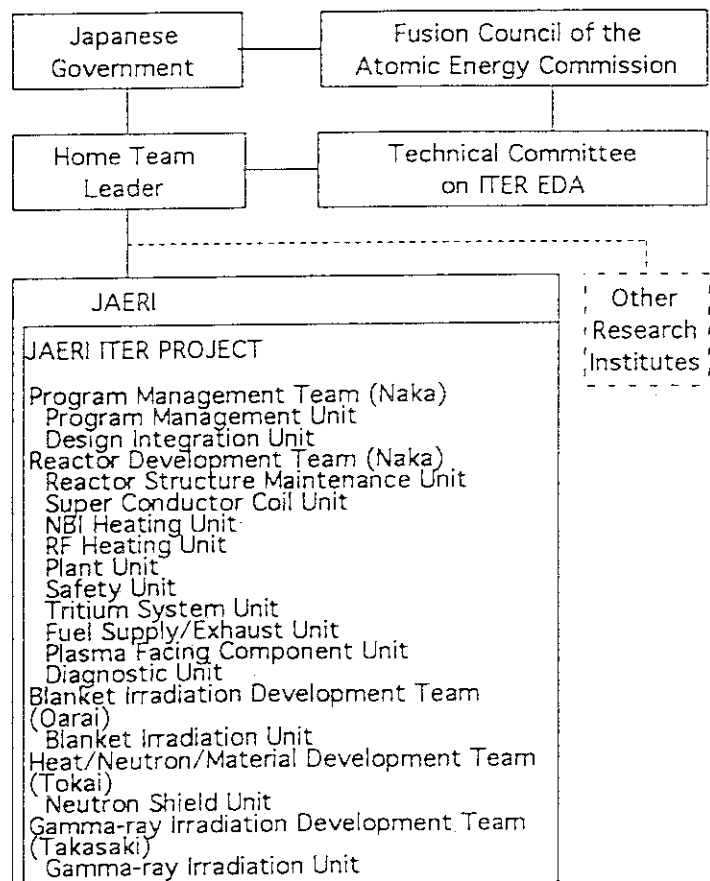 Japanese
Government
Fusion Council of the
Atomic Energy Commission
Home Team
Leader
Technical Committee
on ITER EDA
JAERI
Other
Research
Institutes
JAERI ITER PROJECT
Program Management Team (Naka)
Program Management Unit
Design Integration Unit
Reactor Development Team (Naka)
Reactor Structure Maintenance Unit
Super Conductor Coil Unit
NBI Heating Unit
RF Heating Unit
Plant Unit
Safety Unit
Tritium System Unit
Fuel Supply/Exhaust Unit
Plasma Facing Component Unit
Diagnostic Unit
Blanket Irradiation Development Team
(Oarai)
Blanket Irradiation Unit
Heat/Neutron/Material Development Team
(Tokai)
Neutron Shield Unit
Gamma-ray Irradiation Development Team
(Takasaki)
Gamma-ray Irradiation Unit